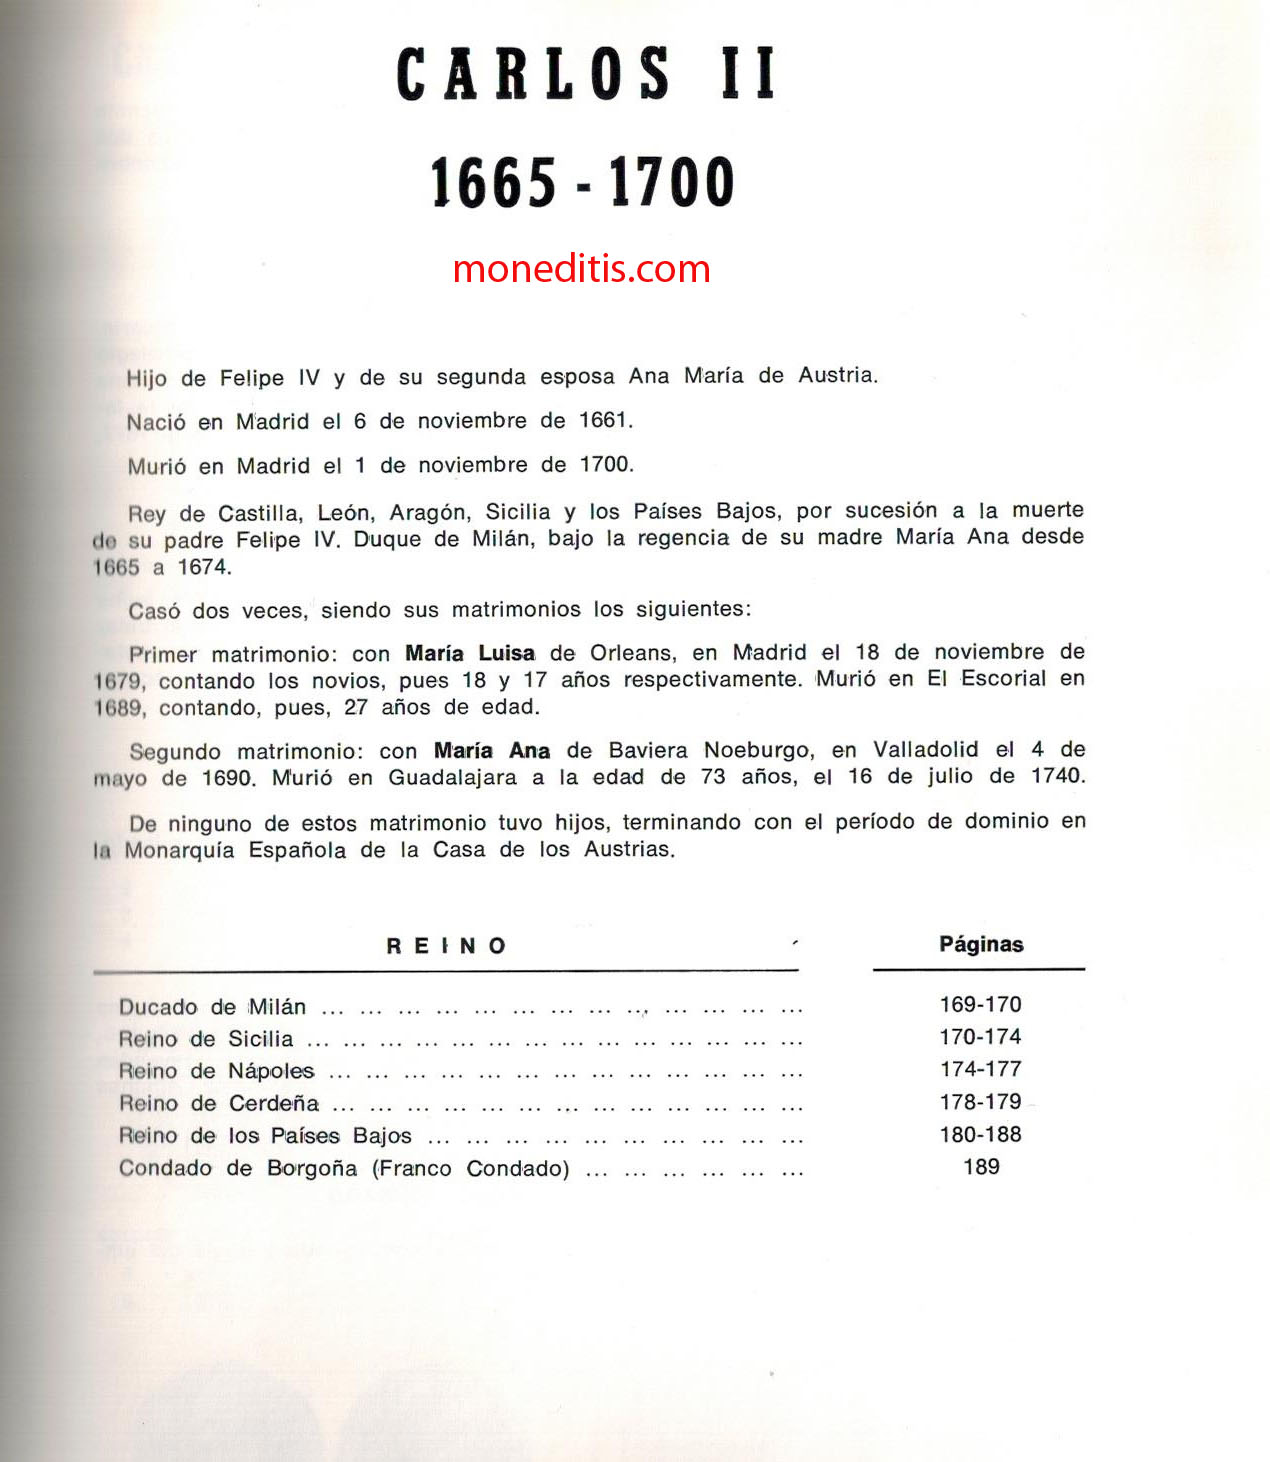 CARLOS II
1665 - 1700
moneditis.com
Hijo de Felipe IV y de su segunda esposa Ana María de Austria.
Nació en Madrid el 6 de noviembre de 1661.
Murió en Madrid el 1 de noviembre de 1700.
Rey de Castilla, León, Aragón, Sicilia y los Países Bajos, por sucesión a la muerte
de su padre Felipe IV. Duque de Milán, bajo la regencia de su madre María Ana desde
1665 a 1674.
Casó dos veces, siendo sus matrimonios los siguientes:
Primer matrimonio: con María Luisa de Orleans, en Madrid el 18 de noviembre de
1679, contando los novios, pues 18 y 17 años respectivamente. Murió en El Escorial en
1689, contando, pues, 27 años de edad.
Segundo matrimonio: con María Ana de Baviera Noeburgo, en Valladolid el 4 de
mayo de 1690. Murió en Guadalajara a la edad de 73 años, el 16 de julio de 1740.
De ninguno de estos matrimonio tuvo hijos, terminando con el período de dominio en
la Monarquía Española de la Casa de los Austrias.
REINO Páginas
Ducado de Milán ... ... ... ... ... ... ... ... ... ... ... ... ... 169-170
Reino de Sicilia ... ... ... ... ... ... ... ... ... ... ... ... ... ... 170-174
Reino de Nápoles ... ... ... ... ... ... ... ... ... ... ... ... ... 174-177
Reino de Cerdeña ... ... ... ... ... ... ... ... ... ... ... ... ... 178-179
Reino de los Países Bajos ... ... ... ... ... ... ... ... ... ... 180-188
Condado de Borgoña (Franco Condado) ... ... ... ... ... ... 189